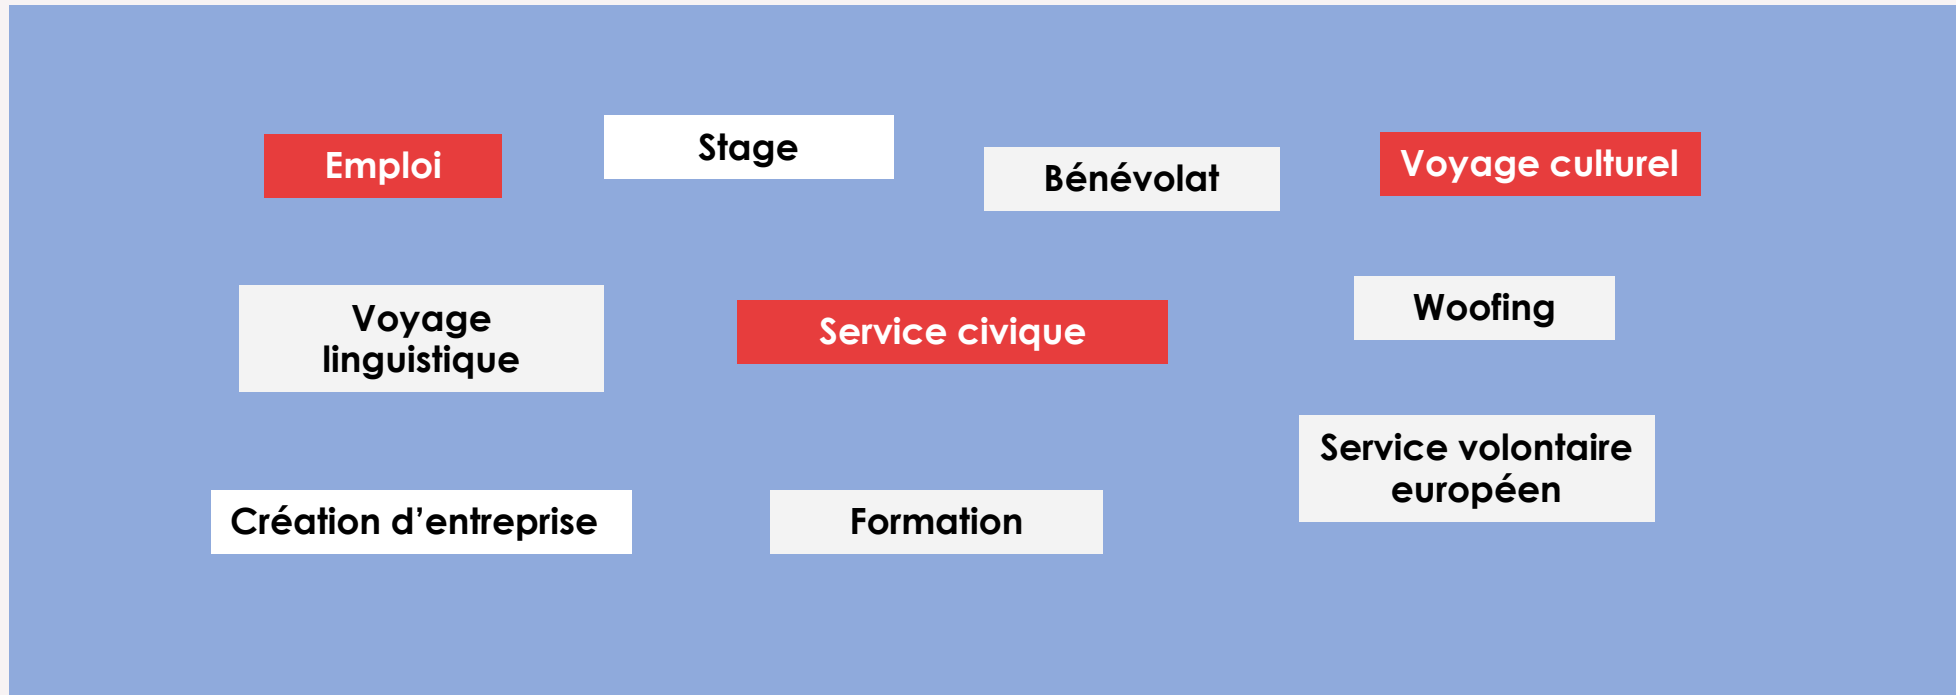 Emploi
Stage
Bénévolat
Voyage culturel
Voyage
linguistique
Service civique
Woofing
Service volontaire
européen
Création d’entreprise
Formation